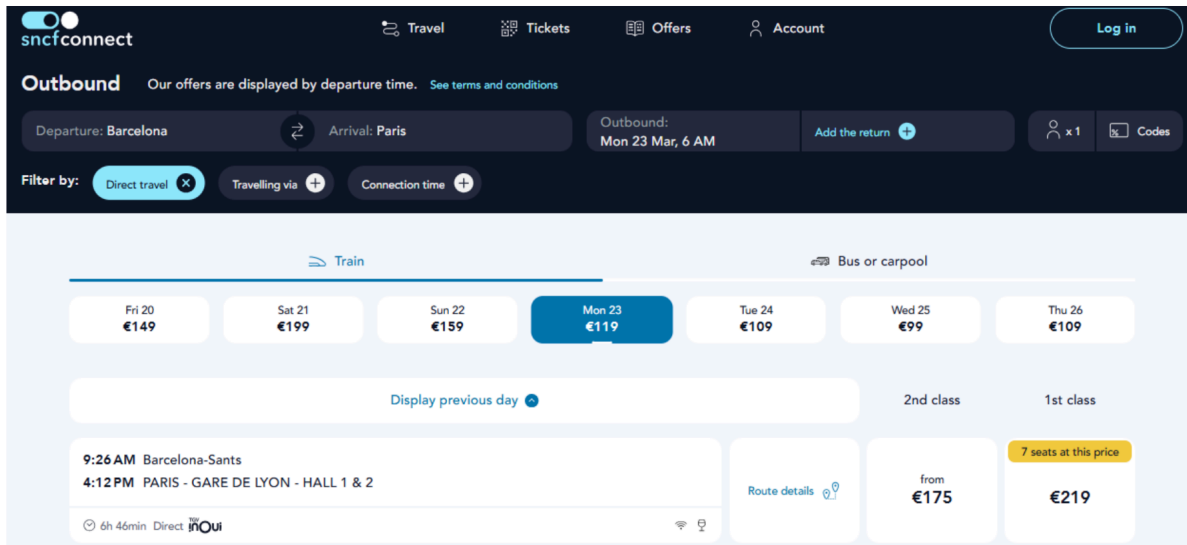 sncfconnect
Travel
Tickets
Offers
Account
Log in
Outbound Our offers are displayed by departure time. See terms and conditions
Departure: Barcelona
Arrival: Paris
Outbound:
Mon 23 Mar, 6 AM
Add the return
x 1
Codes
Filter by:
Direct travel
Travelling via
Connection time
Train
Bus or carpool
Fri 20
€149
Sat 21
€199
Sun 22
€159
Mon 23
€119
Tue 24
€109
Wed 25
€99
Thu 26
€109
Display previous day
2nd class
1st class
9:26 AM Barcelona-Sants
4:12 PM PARIS - GARE DE LYON - HALL 1 & 2
6h 46min Direct TGV inOui
Route details
from
€175
7 seats at this price
€219